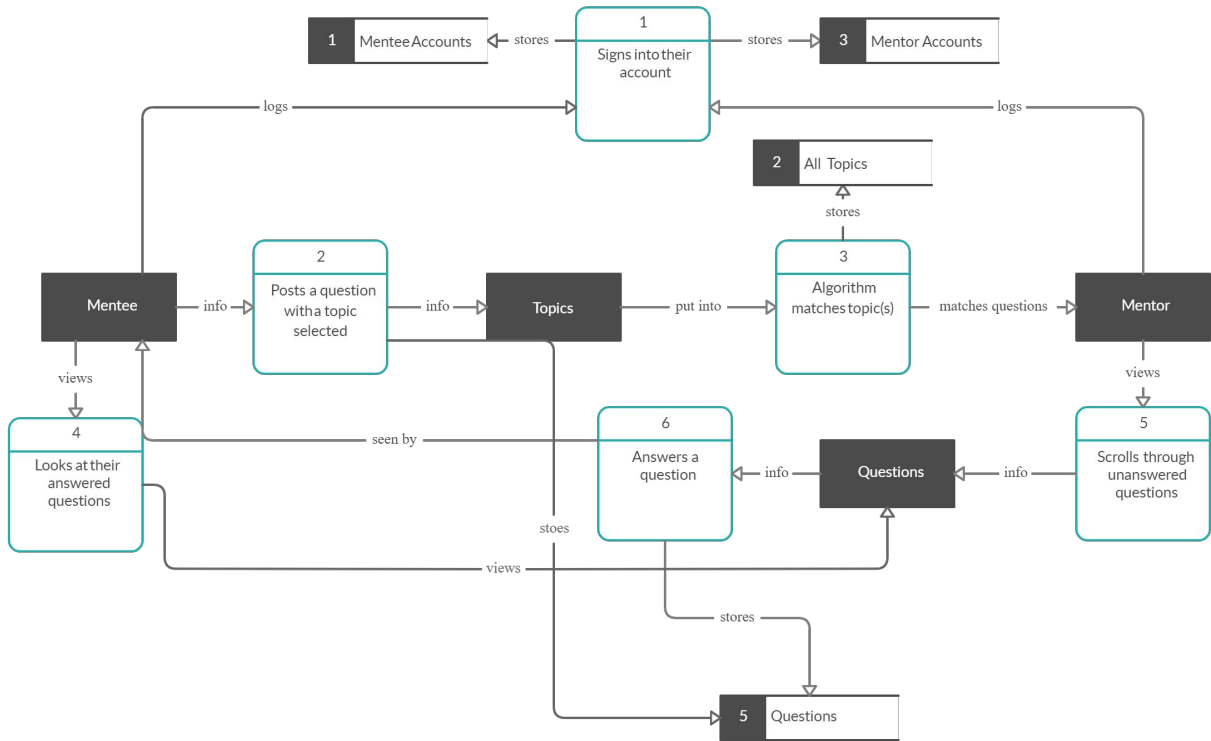 1
1
Mentee Accounts
stores
stores
3
Mentor Accounts
Signs into their
account
logs
logs
2
All Topics
stores
2
3
Mentee
info
Posts a question
with a topic
selected
info
Topics
put into
Algorithm
matches topic(s)
matches questions
Mentor
views
views
4
seen by
6
5
Looks at their
answered
questions
Answers a
question
info
Questions
info
Scrolls through
unanswered
questions
stoes
views
stores
5
Questions